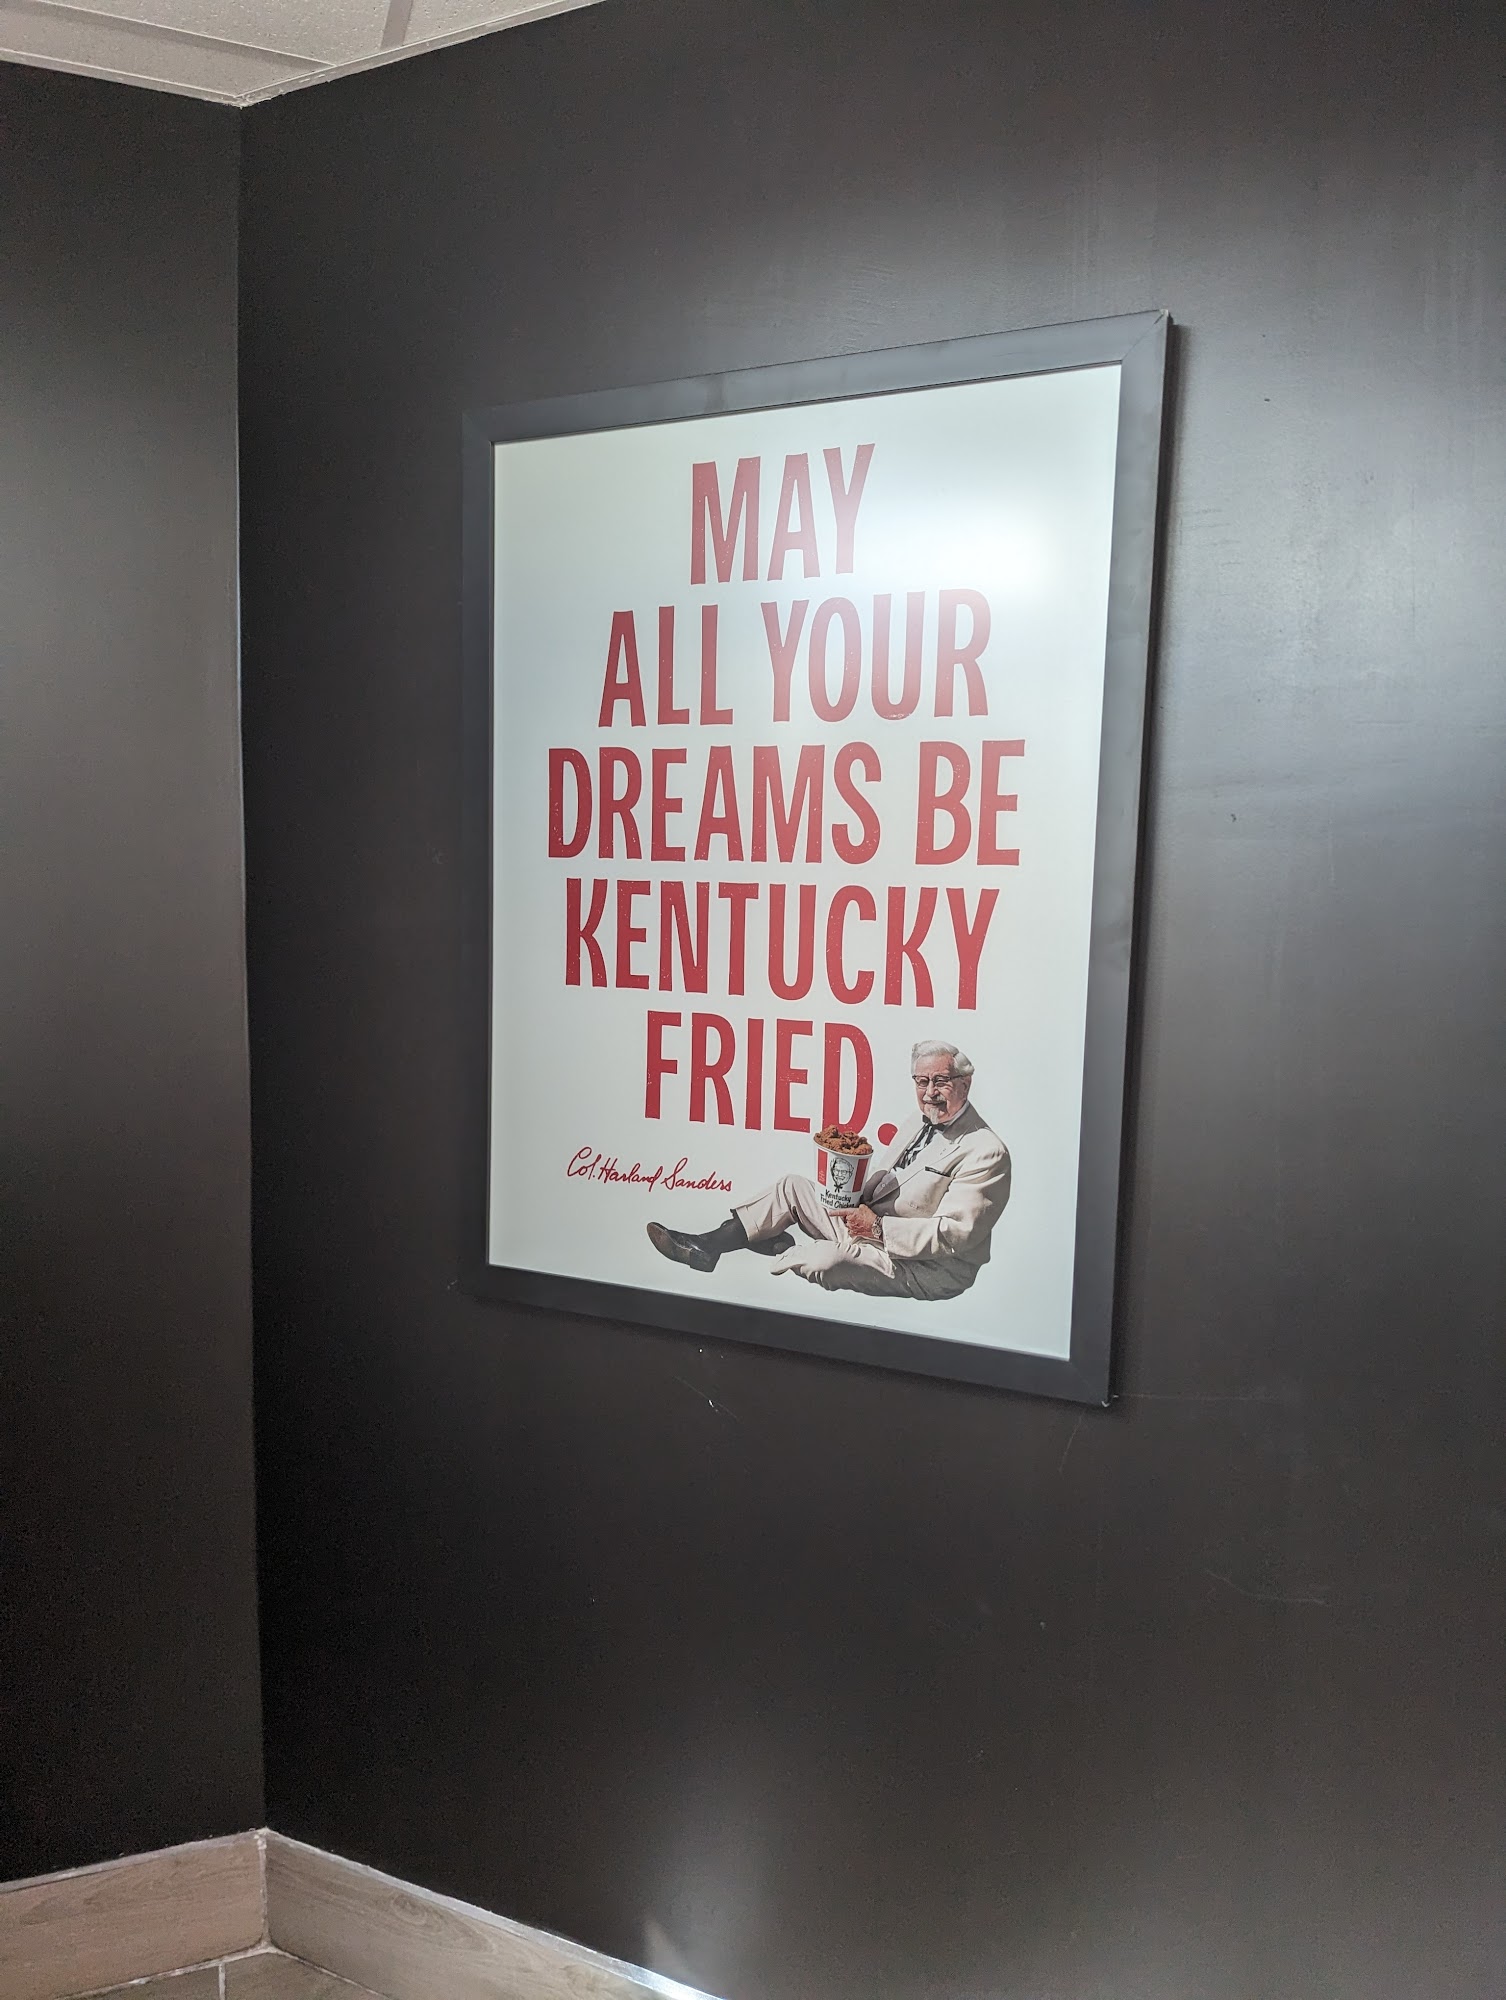 MAY
ALL YOUR
DREAMS BE
KENTUCKY
FRIED.
Col. Harland Sanders
Kentucky
Fried Chicken